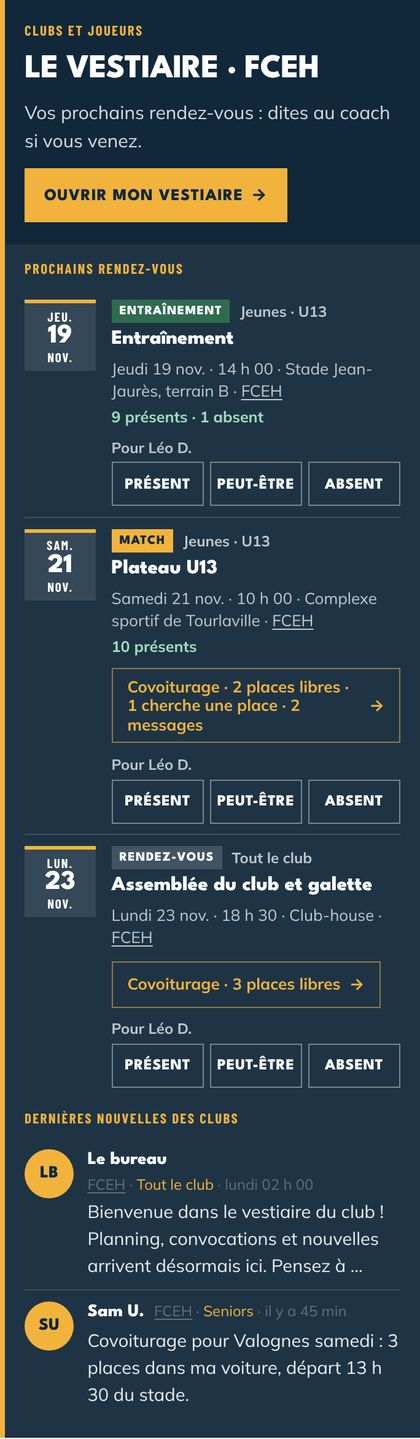 CLUBS ET JOUEURS
LE VESTIAIRE · FCEH
Vos prochains rendez-vous : dites au coach
si vous venez.
OUVRIR MON VESTIAIRE →
PROCHAINS RENDEZ-VOUS
JEU.
19
NOV.
ENTRAÎNEMENT Jeunes · U13
Entraînement
Jeudi 19 nov. · 14 h 00 · Stade Jean-
Jaurès, terrain B · FCEH
9 présents · 1 absent
Pour Léo D.
PRÉSENT PEUT-ÊTRE ABSENT
SAM.
21
NOV.
MATCH Jeunes · U13
Plateau U13
Samedi 21 nov. · 10 h 00 · Complexe
sportif de Tourlaville · FCEH
10 présents
Covoiturage · 2 places libres ·
1 cherche une place · 2 →
messages
Pour Léo D.
PRÉSENT PEUT-ÊTRE ABSENT
LUN.
23
NOV.
RENDEZ-VOUS Tout le club
Assemblée du club et galette
Lundi 23 nov. · 18 h 30 · Club-house ·
FCEH
Covoiturage · 3 places libres →
Pour Léo D.
PRÉSENT PEUT-ÊTRE ABSENT
DERNIÈRES NOUVELLES DES CLUBS
LB
Le bureau
FCEH · Tout le club · lundi 02 h 00
Bienvenue dans le vestiaire du club !
Planning, convocations et nouvelles
arrivent désormais ici. Pensez à ...
SU
Sam U. FCEH · Seniors · il y a 45 min
Covoiturage pour Valognes samedi : 3
places dans ma voiture, départ 13 h
30 du stade.